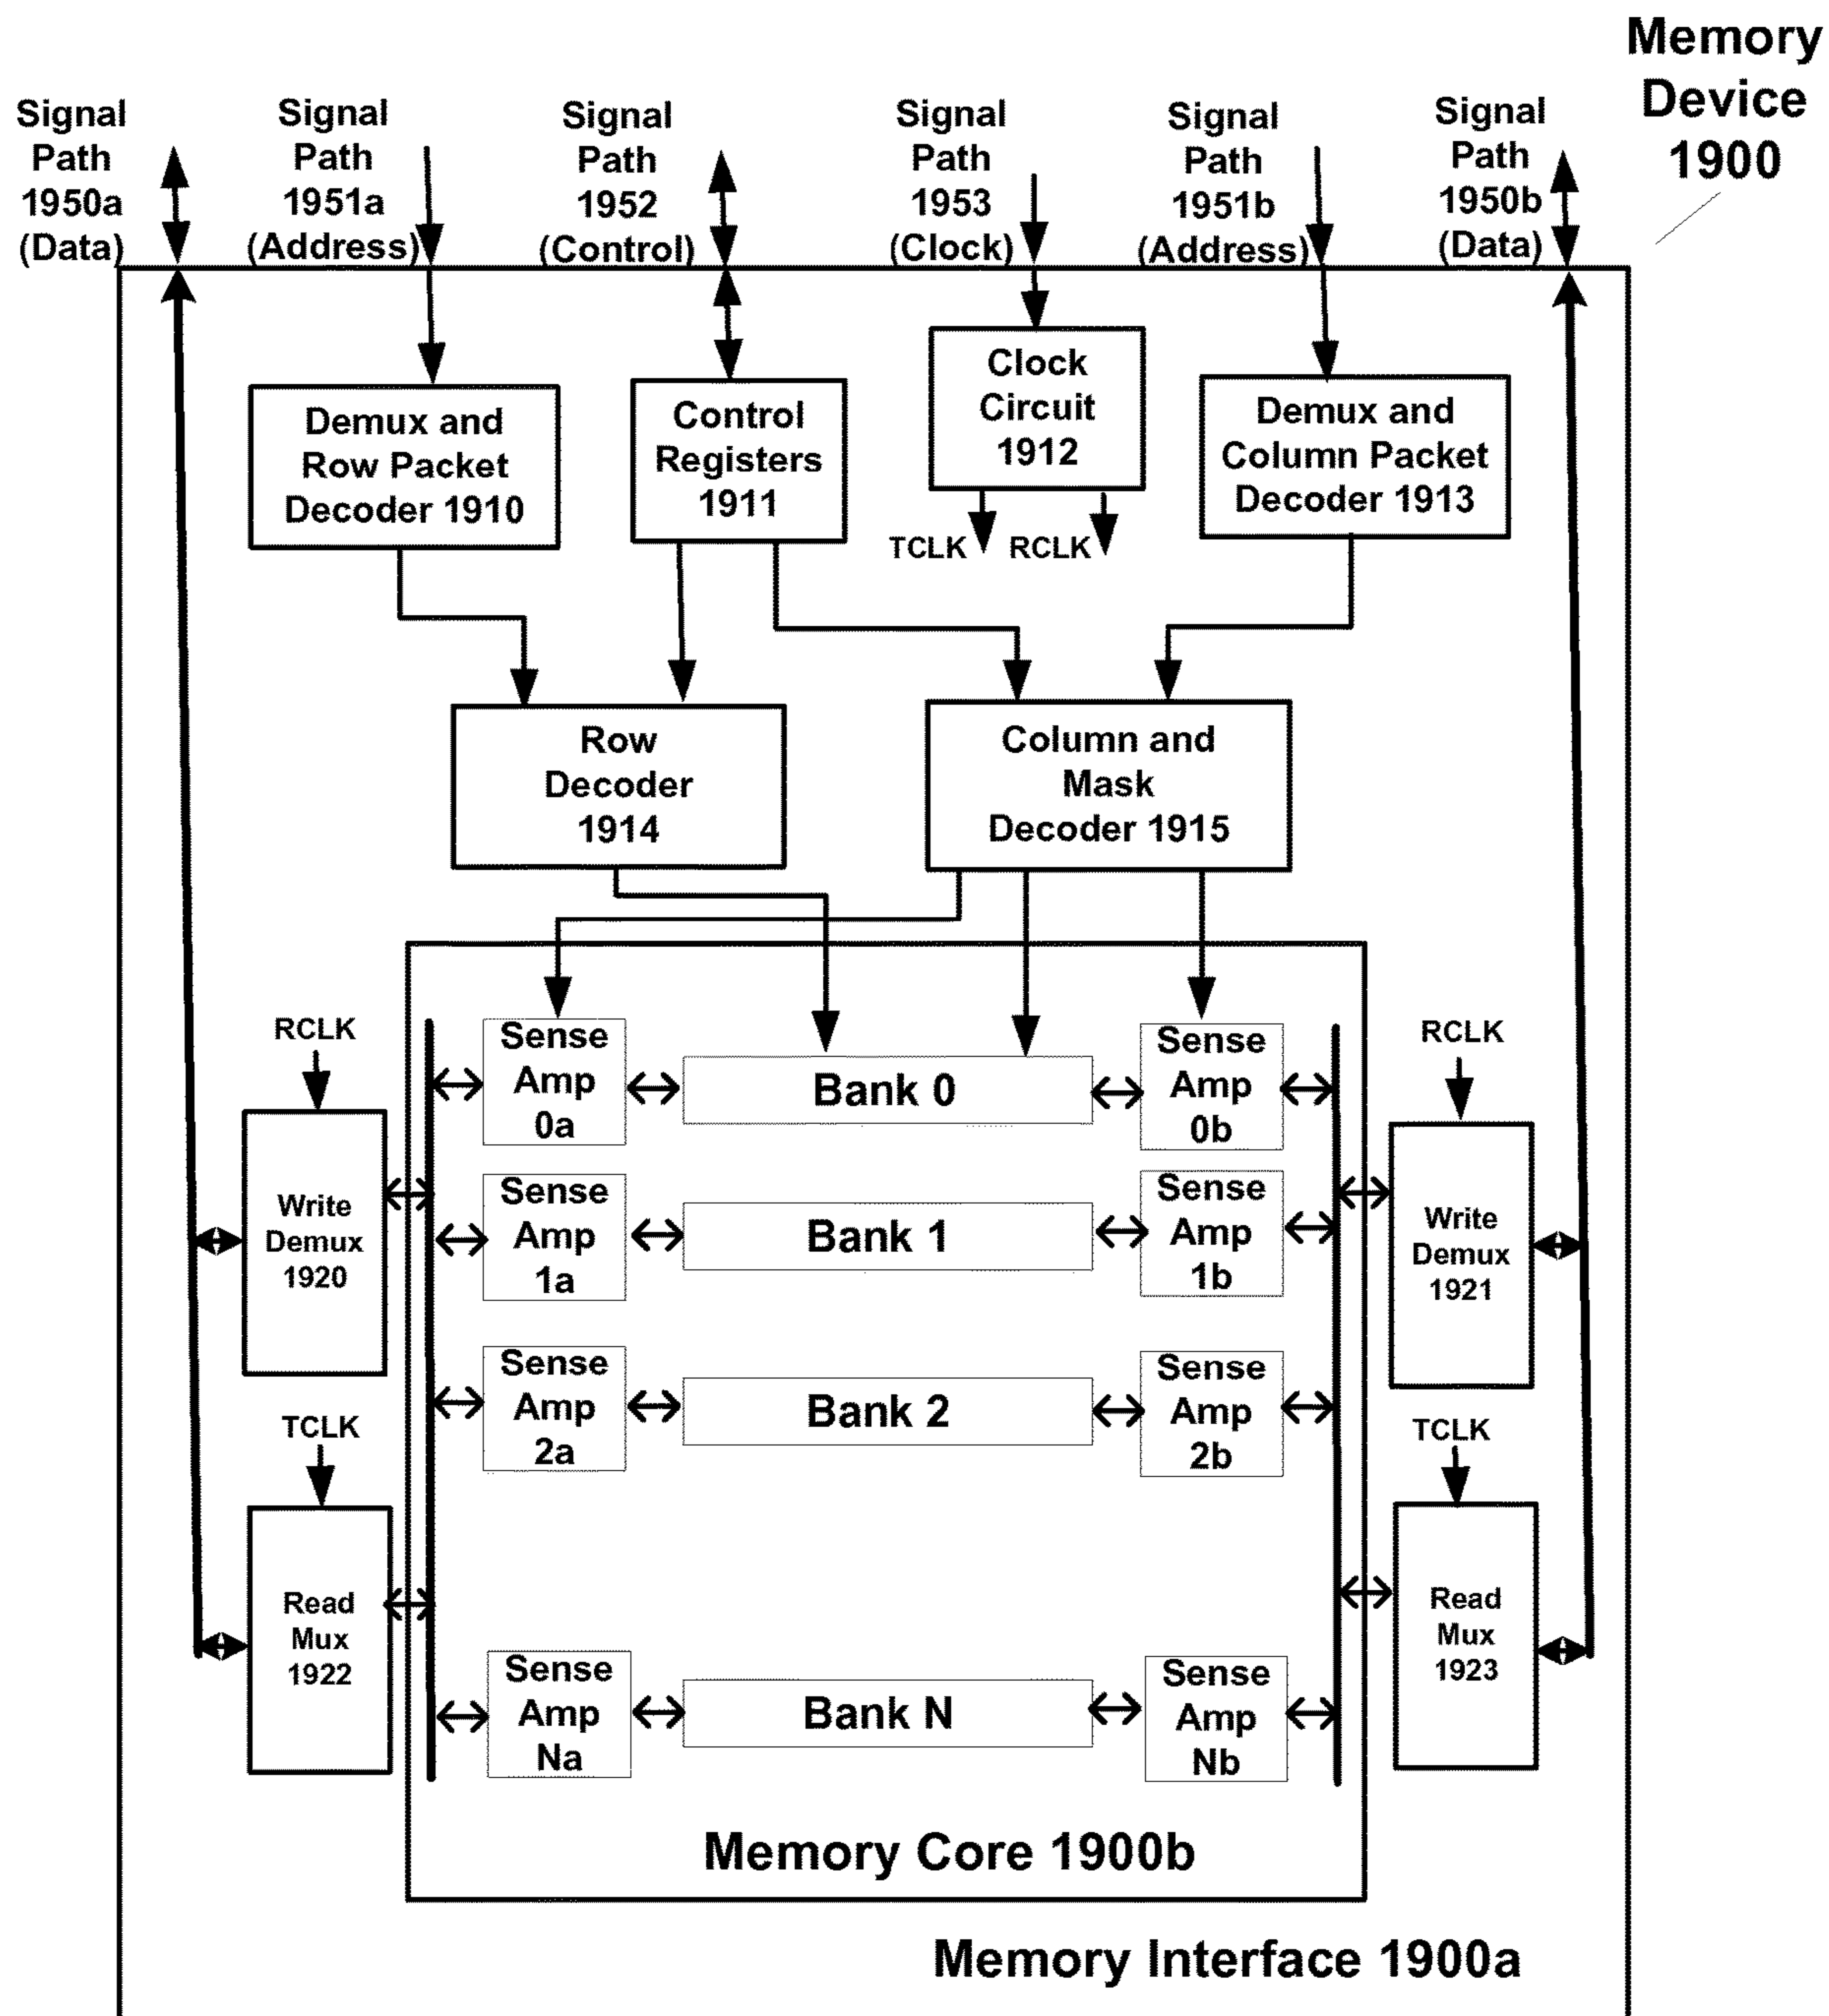 Memory
Device
1900
Signal
Path
1950a
(Data)
Signal
Path
1951a
(Address)
Signal
Path
1952
(Control)
Signal
Path
1953
(Clock)
Signal
Path
1951b
(Address)
Signal
Path
1950b
(Data)
Demux and
Row Packet
Decoder 1910
Control
Registers
1911
Clock
Circuit
1912
Demux and
Column Packet
Decoder 1913
TCLK
RCLK
Row
Decoder
1914
Column and
Mask
Decoder 1915
RCLK
Sense
Amp
0a
Bank 0
Sense
Amp
0b
RCLK
Write
Demux
1920
Sense
Amp
1a
Bank 1
Sense
Amp
1b
Write
Demux
1921
Sense
Amp
2a
Bank 2
Sense
Amp
2b
TCLK
TCLK
Read
Mux
1922
Read
Mux
1923
Sense
Amp
Na
Bank N
Sense
Amp
Nb
Memory Core 1900b
Memory Interface 1900a